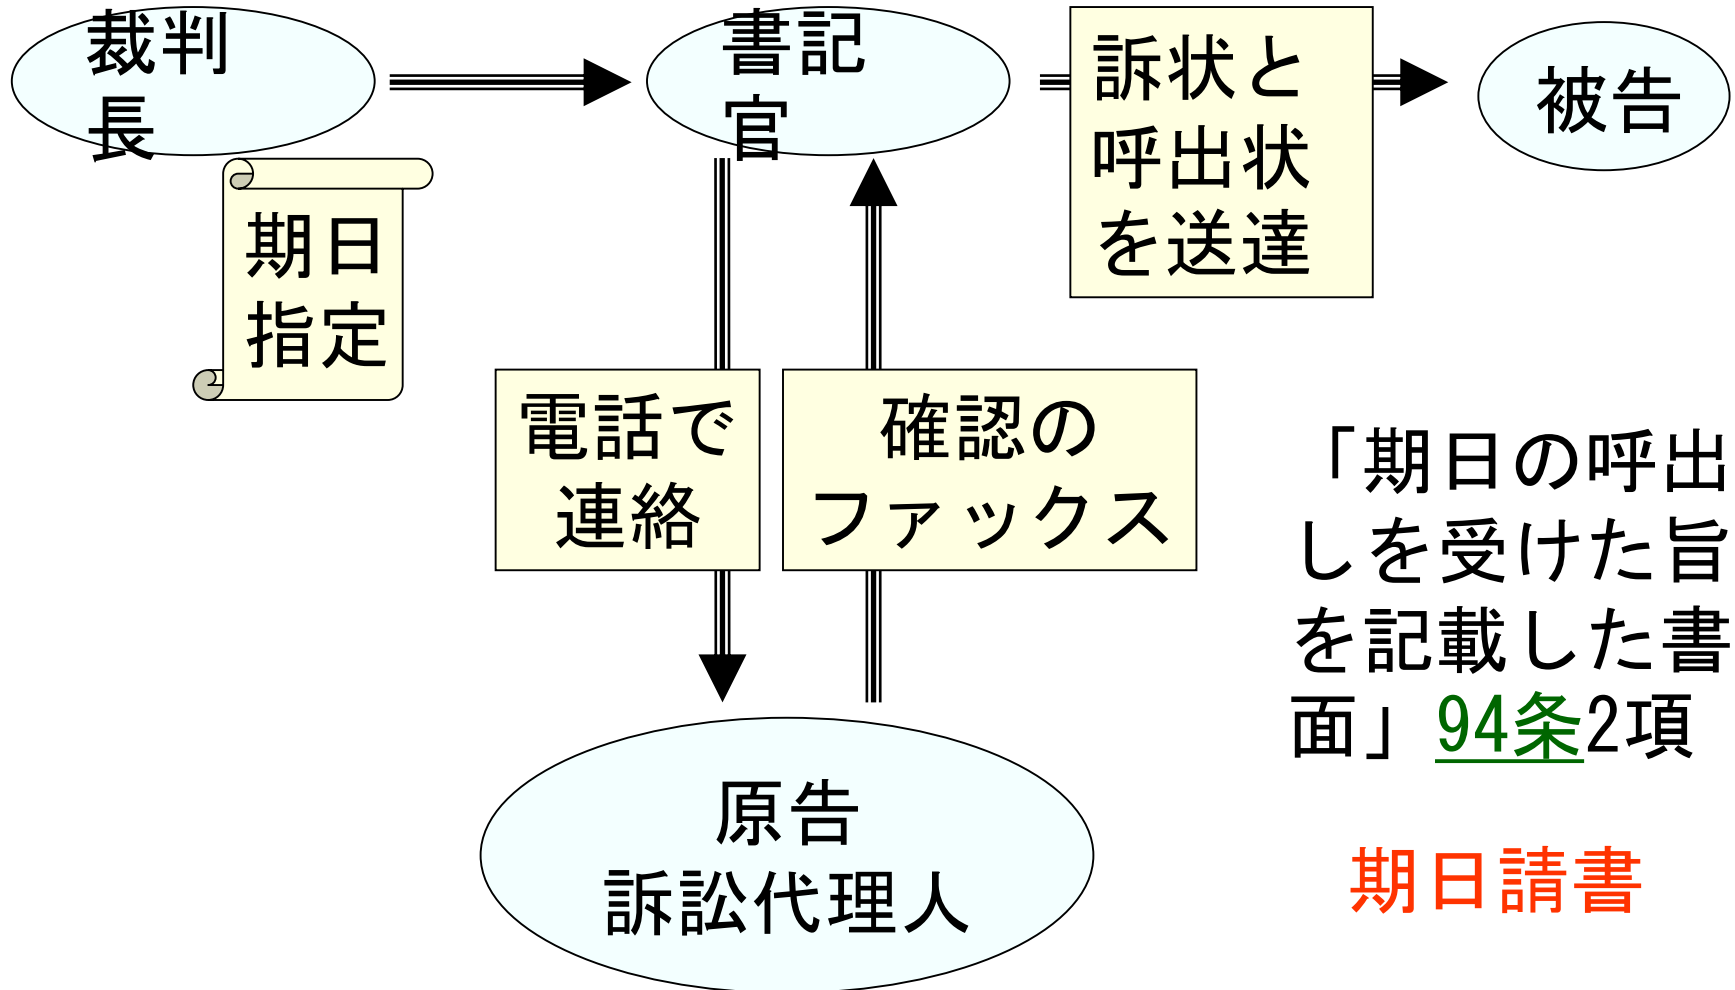 裁判
長
書記
官
訴状と
呼出状
を送達
被告
期日
指定
電話で
連絡
確認の
ファックス
「期日の呼出
しを受けた旨
を記載した書
面」94条2項
原告
訴訟代理人
期日請書